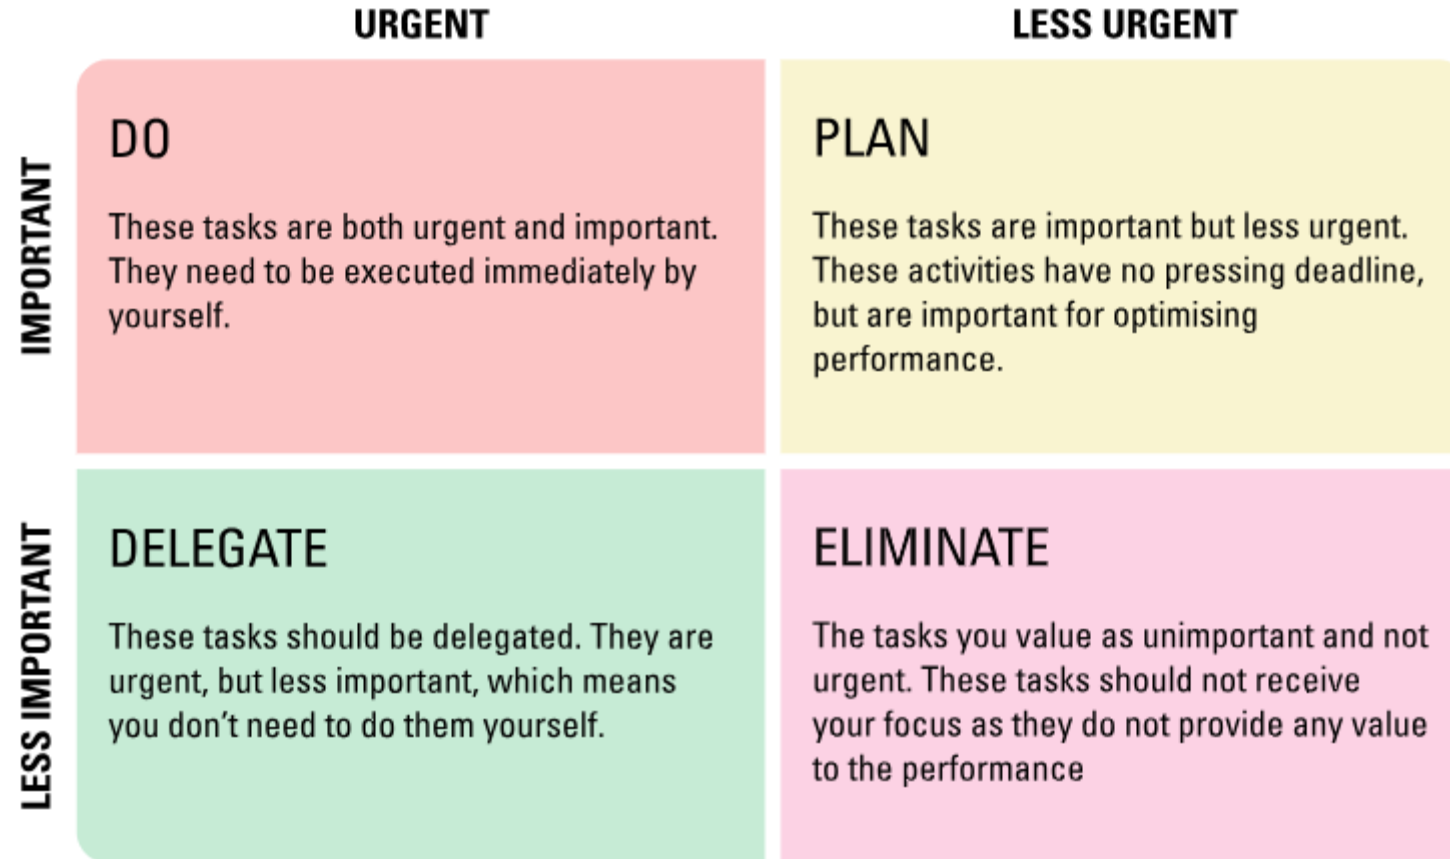 URGENT
LESS URGENT
IMPORTANT
DO
These tasks are both urgent and important.
They need to be executed immediately by
yourself.
PLAN
These tasks are important but less urgent.
These activities have no pressing deadline,
but are important for optimising
performance.
LESS IMPORTANT
DELEGATE
These tasks should be delegated. They are
urgent, but less important, which means
you don’t need to do them yourself.
ELIMINATE
The tasks you value as unimportant and not
urgent. These tasks should not receive
your focus as they do not provide any value
to the performance